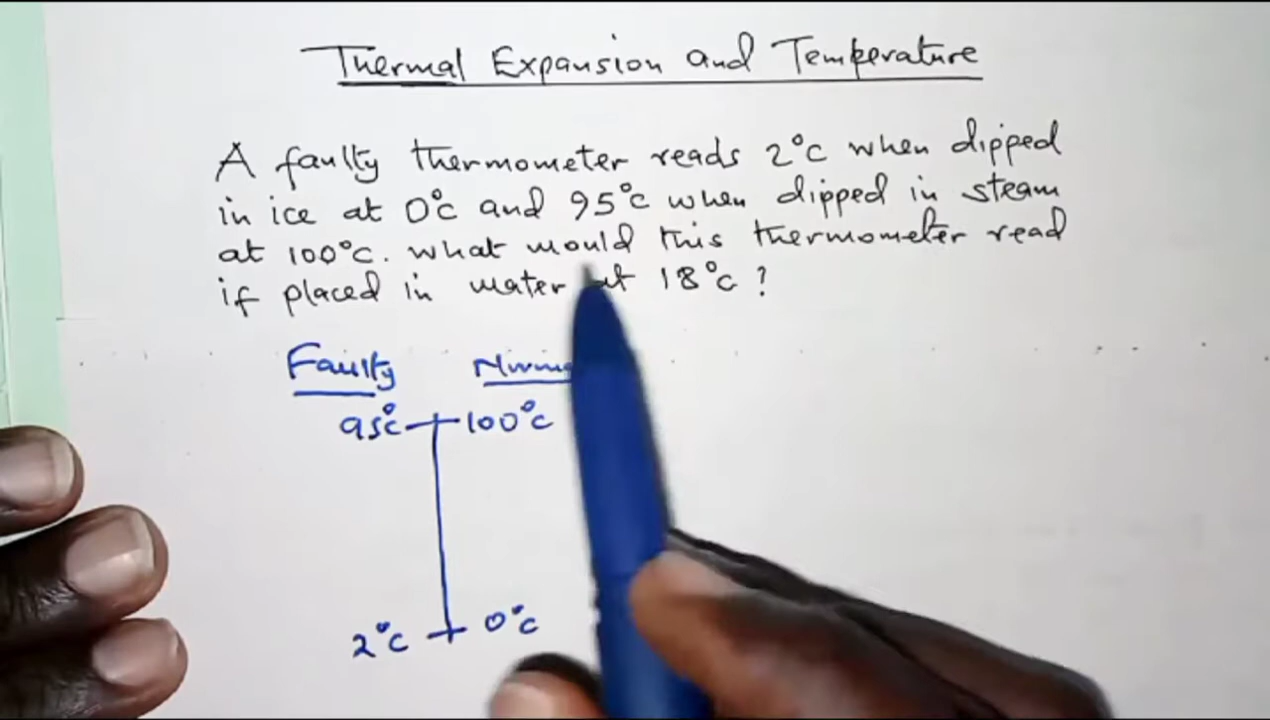 Thermal Expansion and Temperature
A faulty thermometer reads 2°C when dipped
in ice at 0°C and 95°C when dipped in steam
at 100°C. What would this thermometer read
if placed in water at 18°C?
Faulty
95°C 100°C
2°C 0°C